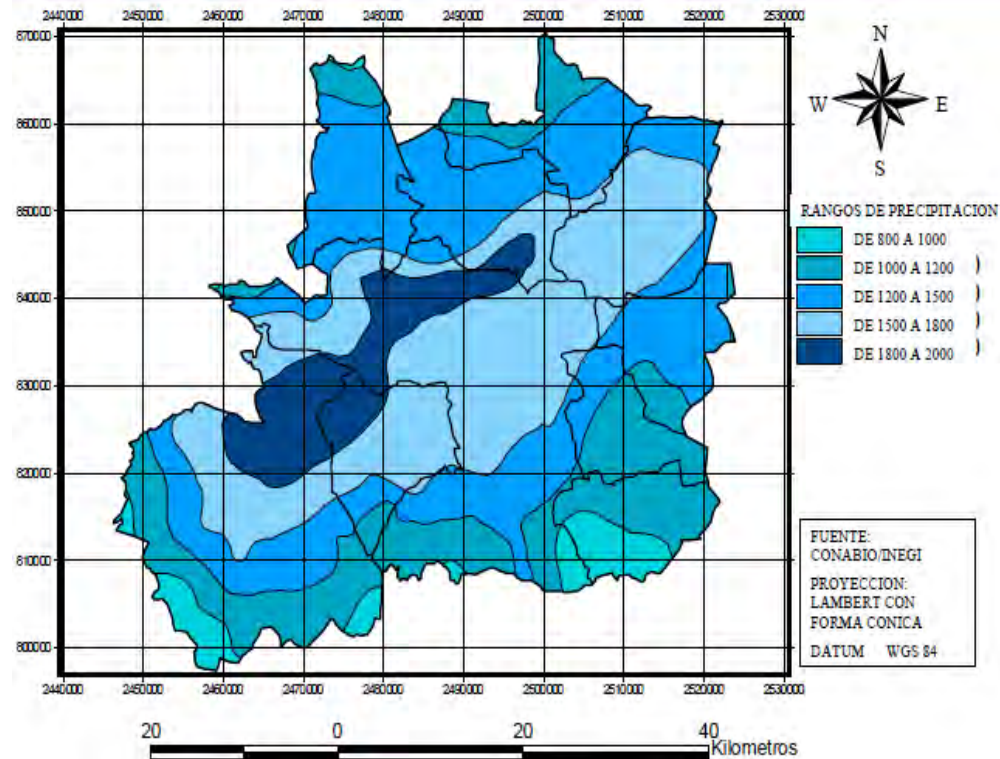 2440000 2450000 2460000 2470000 2480000 2490000 2500000 2510000 2520000 2530000
870000
860000
850000
840000
830000
820000
810000
800000
2440000 2450000 2460000 2470000 2480000 2490000 2500000 2510000 2520000 2530000
N
W E
S
RANGOS DE PRECIPITACION
DE 800 A 1000
DE 1000 A 1200 )
DE 1200 A 1500 )
DE 1500 A 1800 )
DE 1800 A 2000 )
FUENTE:
CONABIO/INEGI
PROYECCION:
LAMBERT CON
FORMA CONICA
DATUM WGS 84
20 0 20 40
Kilometros